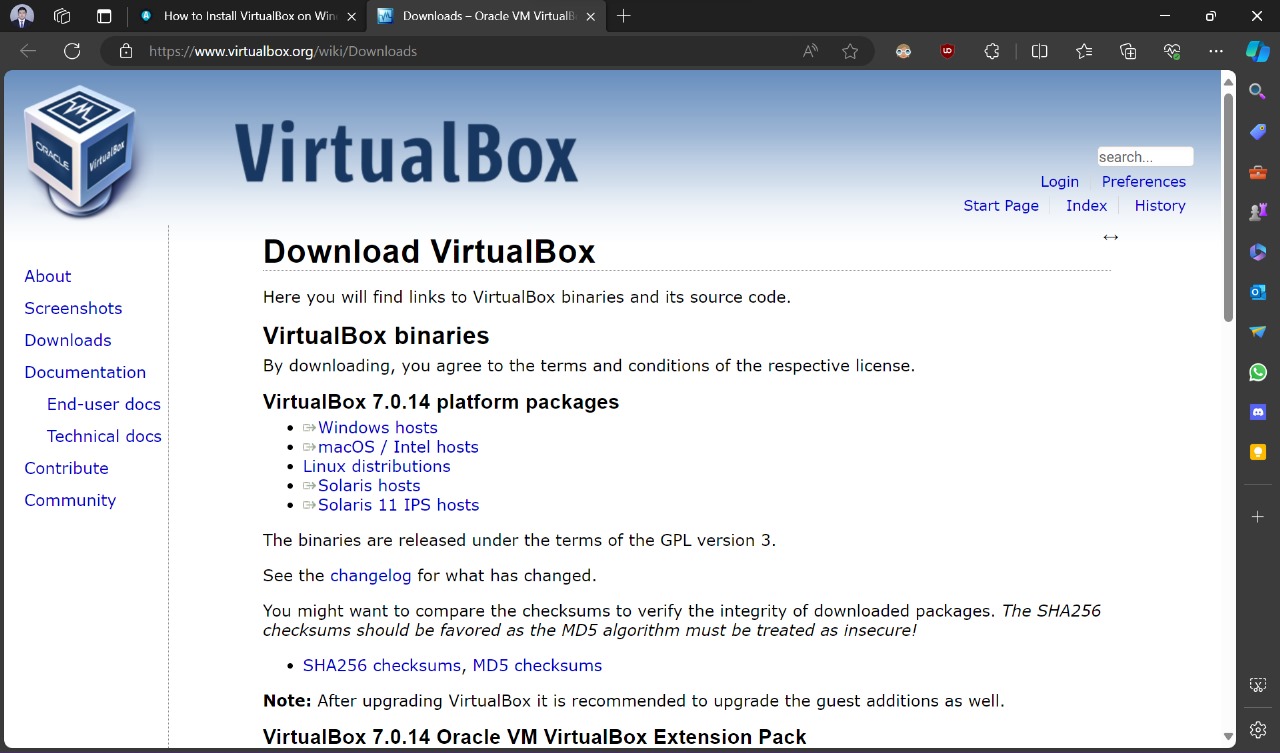 How to Install VirtualBox on Win
Downloads – Oracle VM VirtualB
https://www.virtualbox.org/wiki/Downloads
ORACLE
VirtualBox
VirtualBox
search...
Login Preferences
Start Page Index History
About
Screenshots
Downloads
Documentation
End-user docs
Technical docs
Contribute
Community
Download VirtualBox
Here you will find links to VirtualBox binaries and its source code.
VirtualBox binaries
By downloading, you agree to the terms and conditions of the respective license.
VirtualBox 7.0.14 platform packages
Windows hosts
macOS / Intel hosts
Linux distributions
Solaris hosts
Solaris 11 IPS hosts
The binaries are released under the terms of the GPL version 3.
See the changelog for what has changed.
You might want to compare the checksums to verify the integrity of downloaded packages. The SHA256
checksums should be favored as the MD5 algorithm must be treated as insecure!
SHA256 checksums, MD5 checksums
Note: After upgrading VirtualBox it is recommended to upgrade the guest additions as well.
VirtualBox 7.0.14 Oracle VM VirtualBox Extension Pack